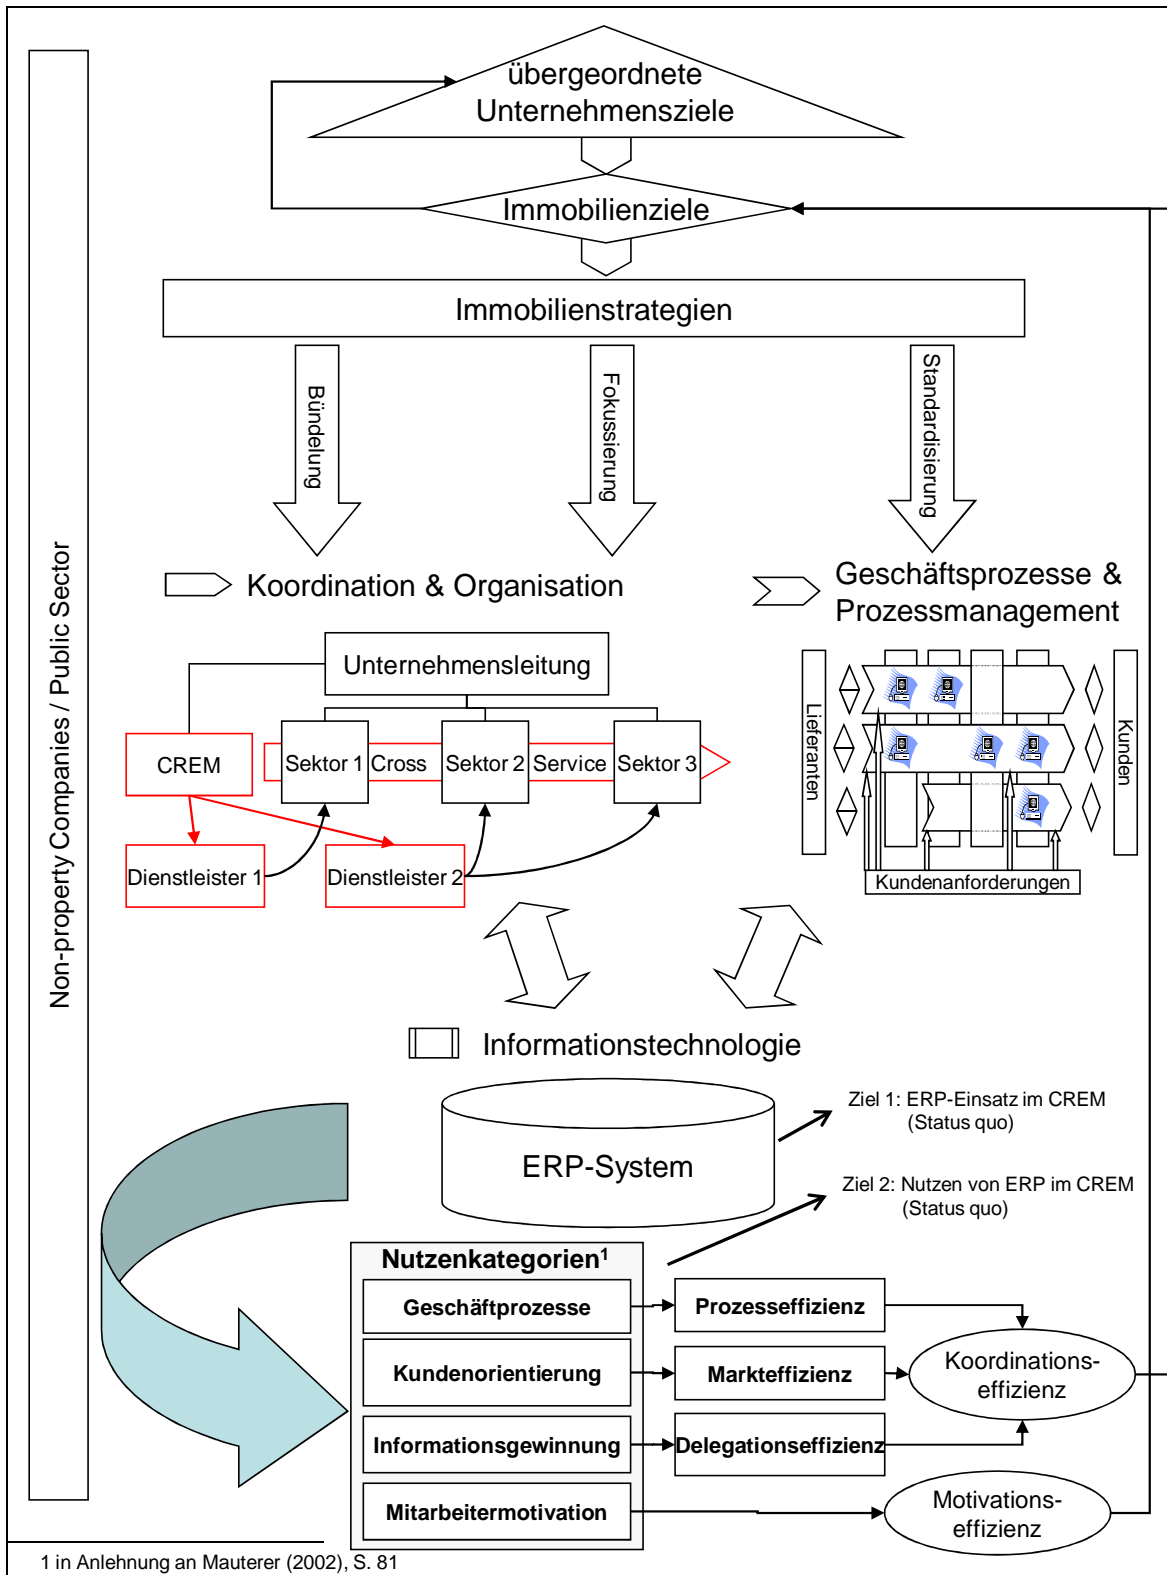 übergeordnete
Unternehmensziele
Immobilienziele
Immobilienstrategien
Bündelung
Fokussierung
Standardisierung
Non-property Companies / Public Sector
Koordination & Organisation
Geschäftsprozesse &
Prozessmanagement
Unternehmensleitung
CREM
Sektor 1
Cross
Sektor 2
Service
Sektor 3
Dienstleister 1
Dienstleister 2
Lieferanten
Kunden
Kundenanforderungen
Informationstechnologie
ERP-System
Ziel 1: ERP-Einsatz im CREM
(Status quo)
Ziel 2: Nutzen von ERP im CREM
(Status quo)
Nutzenkategorien1
Geschäftprozesse
Prozesseffizienz
Kundenorientierung
Markteffizienz
Koordinations-
effizienz
Informationsgewinnung
Delegationseffizienz
Mitarbeitermotivation
Motivations-
effizienz
1 in Anlehnung an Mauterer (2002), S. 81